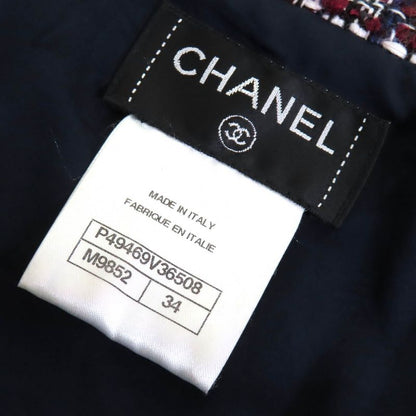 CHANEL
MADE IN ITALY
FABRIQUE EN ITALIE
P49469V36508
M9852 34